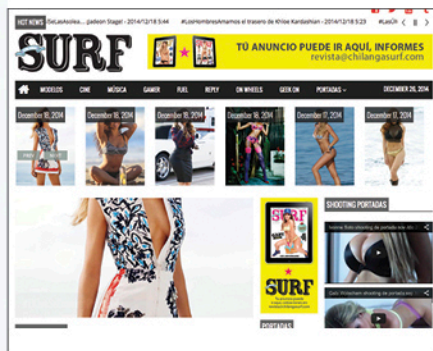 HOT NEWS
#LosHombresAmamos el trasero de Khloe Kardashian - 2014/12/18 5:23
SURF
TÚ ANUNCIO PUEDE IR AQUÍ, INFORMES
revista@chilangasurf.com
MODELOS CINE MÚSICA GAMER FUEL REPLY ON WHEELS GEEK ON PORTADAS DECEMBER 26, 2014
December 18, 2014 December 18, 2014 December 18, 2014 December 18, 2014 December 17, 2014 December 17, 2014
PREV NEXT
SHOOTING PORTADAS
SURF
SURF
PORTADAS